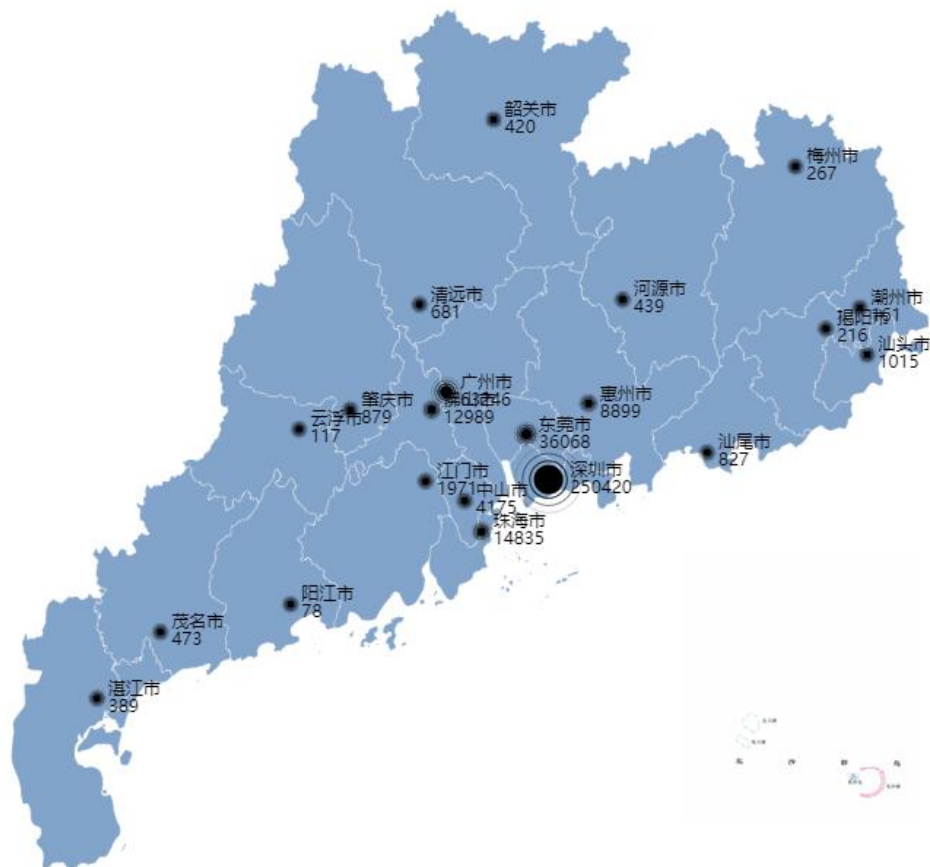 韶关市
420
梅州市
267
清远市
681
河源市
439
潮州市
揭阳市
216
汕头市
1015
广州市
肇庆市
879
12989
惠州市
8899
云浮市
117
东莞市
36068
汕尾市
827
江门市
1971
深圳市
250420
中山市
4175
珠海市
14835
阳江市
78
茂名市
473
湛江市
389
东 沙 群 岛